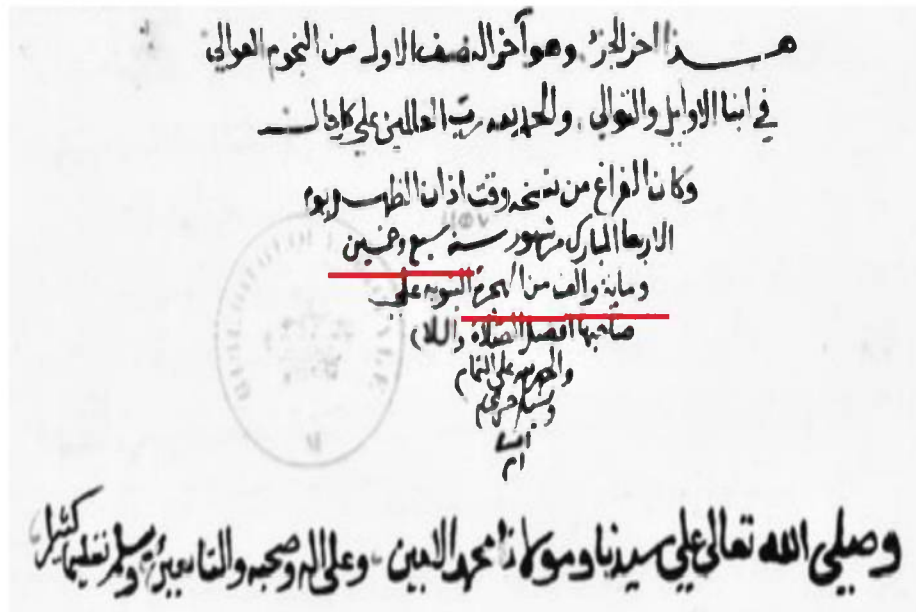 هذا اخر الجزء وهو آخر النصف الاول من النجوم العوالي
في ابنا الاوايل والتوالي والحمد لله رب العالمين على كل حال
وكان الفراغ من نسخه وقت اذان الظهر يوم
١١٥٧
الاربعا المبارك من شهور سنة سبع وخمسين
ومائة والف من الهجرة النبوية على
صاحبها افضل الصلاة والسلام
والحمد لله على التمام
وصلى الله تعالى على سيدنا ومولانا محمد الامين وعلى اله وصحبه والتابعين وسلم تسليما كثيرا